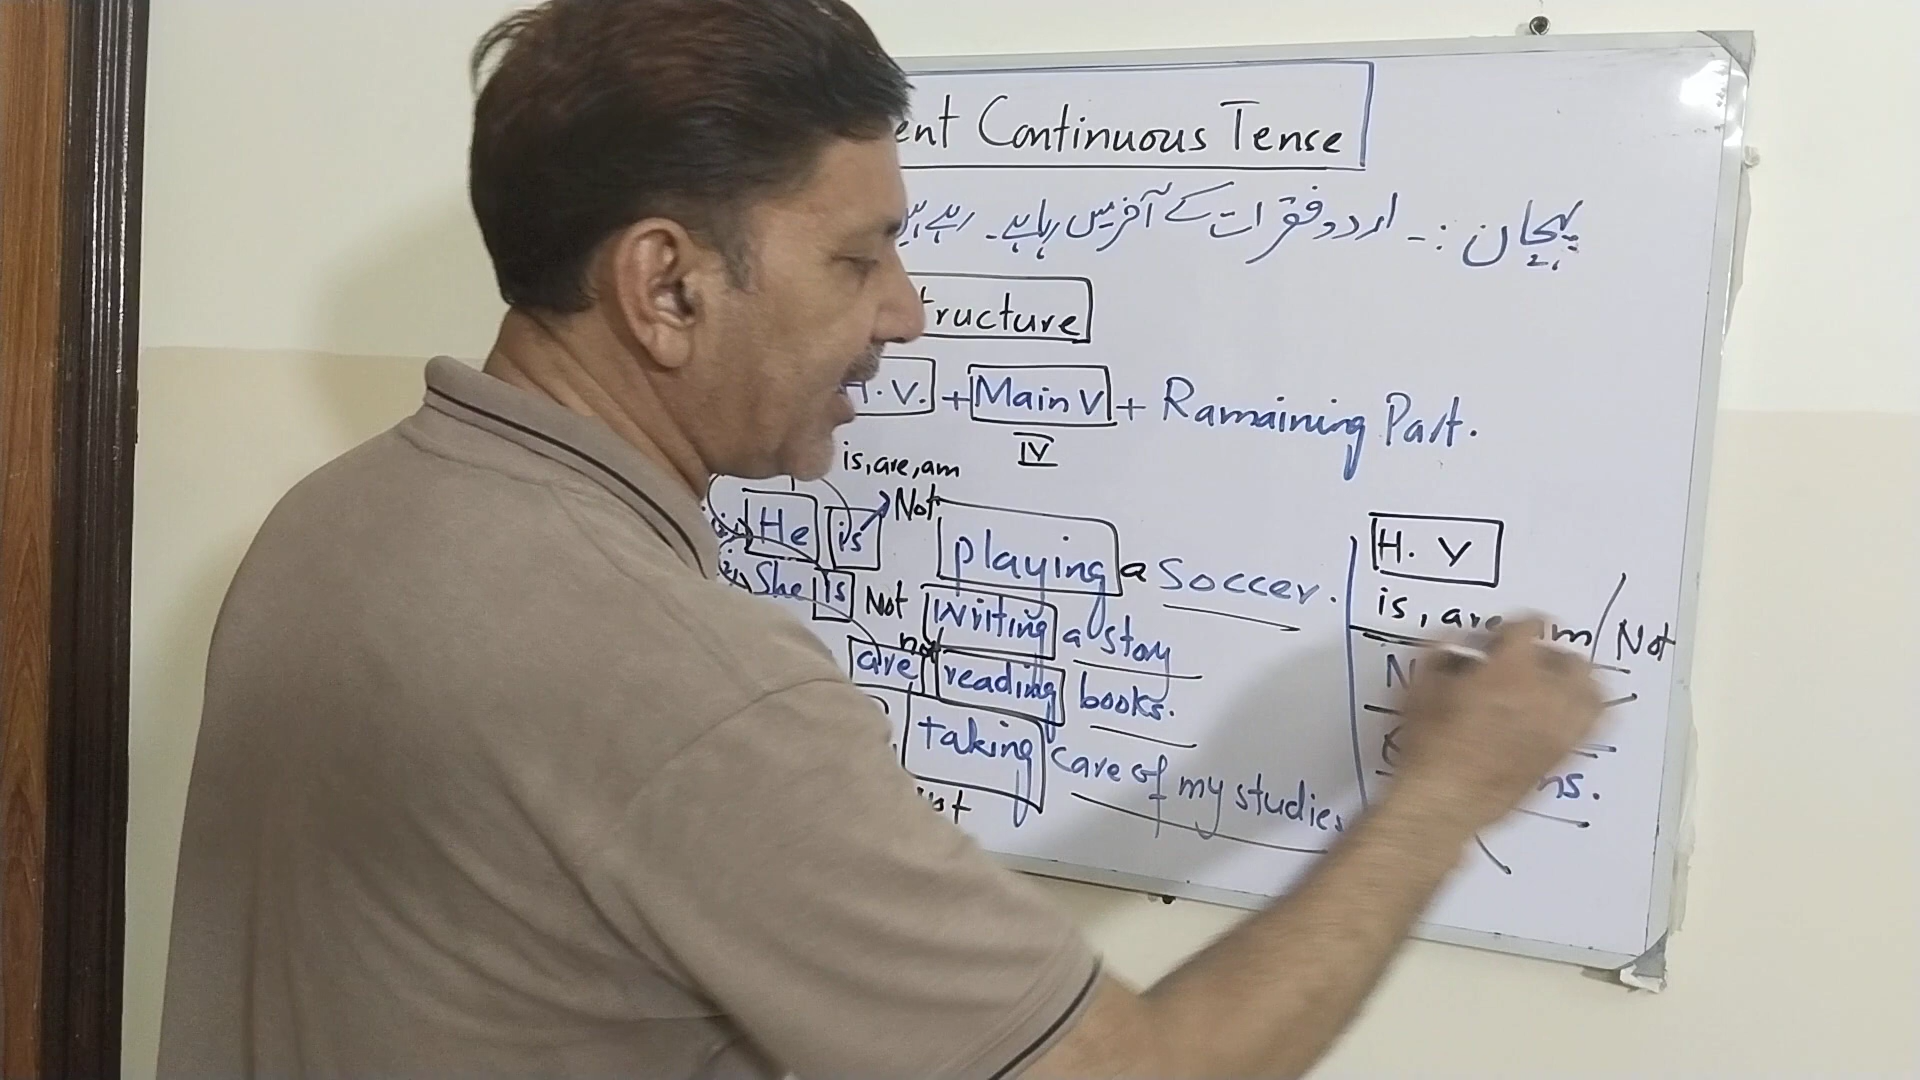 ent Continuous Tense
پہچان :۔ اردو فقرات کے آخر میں رہا ہے۔ رہے ہیں
tructure
H.V. + Main V + Ramaining Part.
is, are, am IV
He is Not playing a Soccer.
She is Not writing a story
are not reading books.
taking care of my studies
H. V
is, are, am / Not
ns.